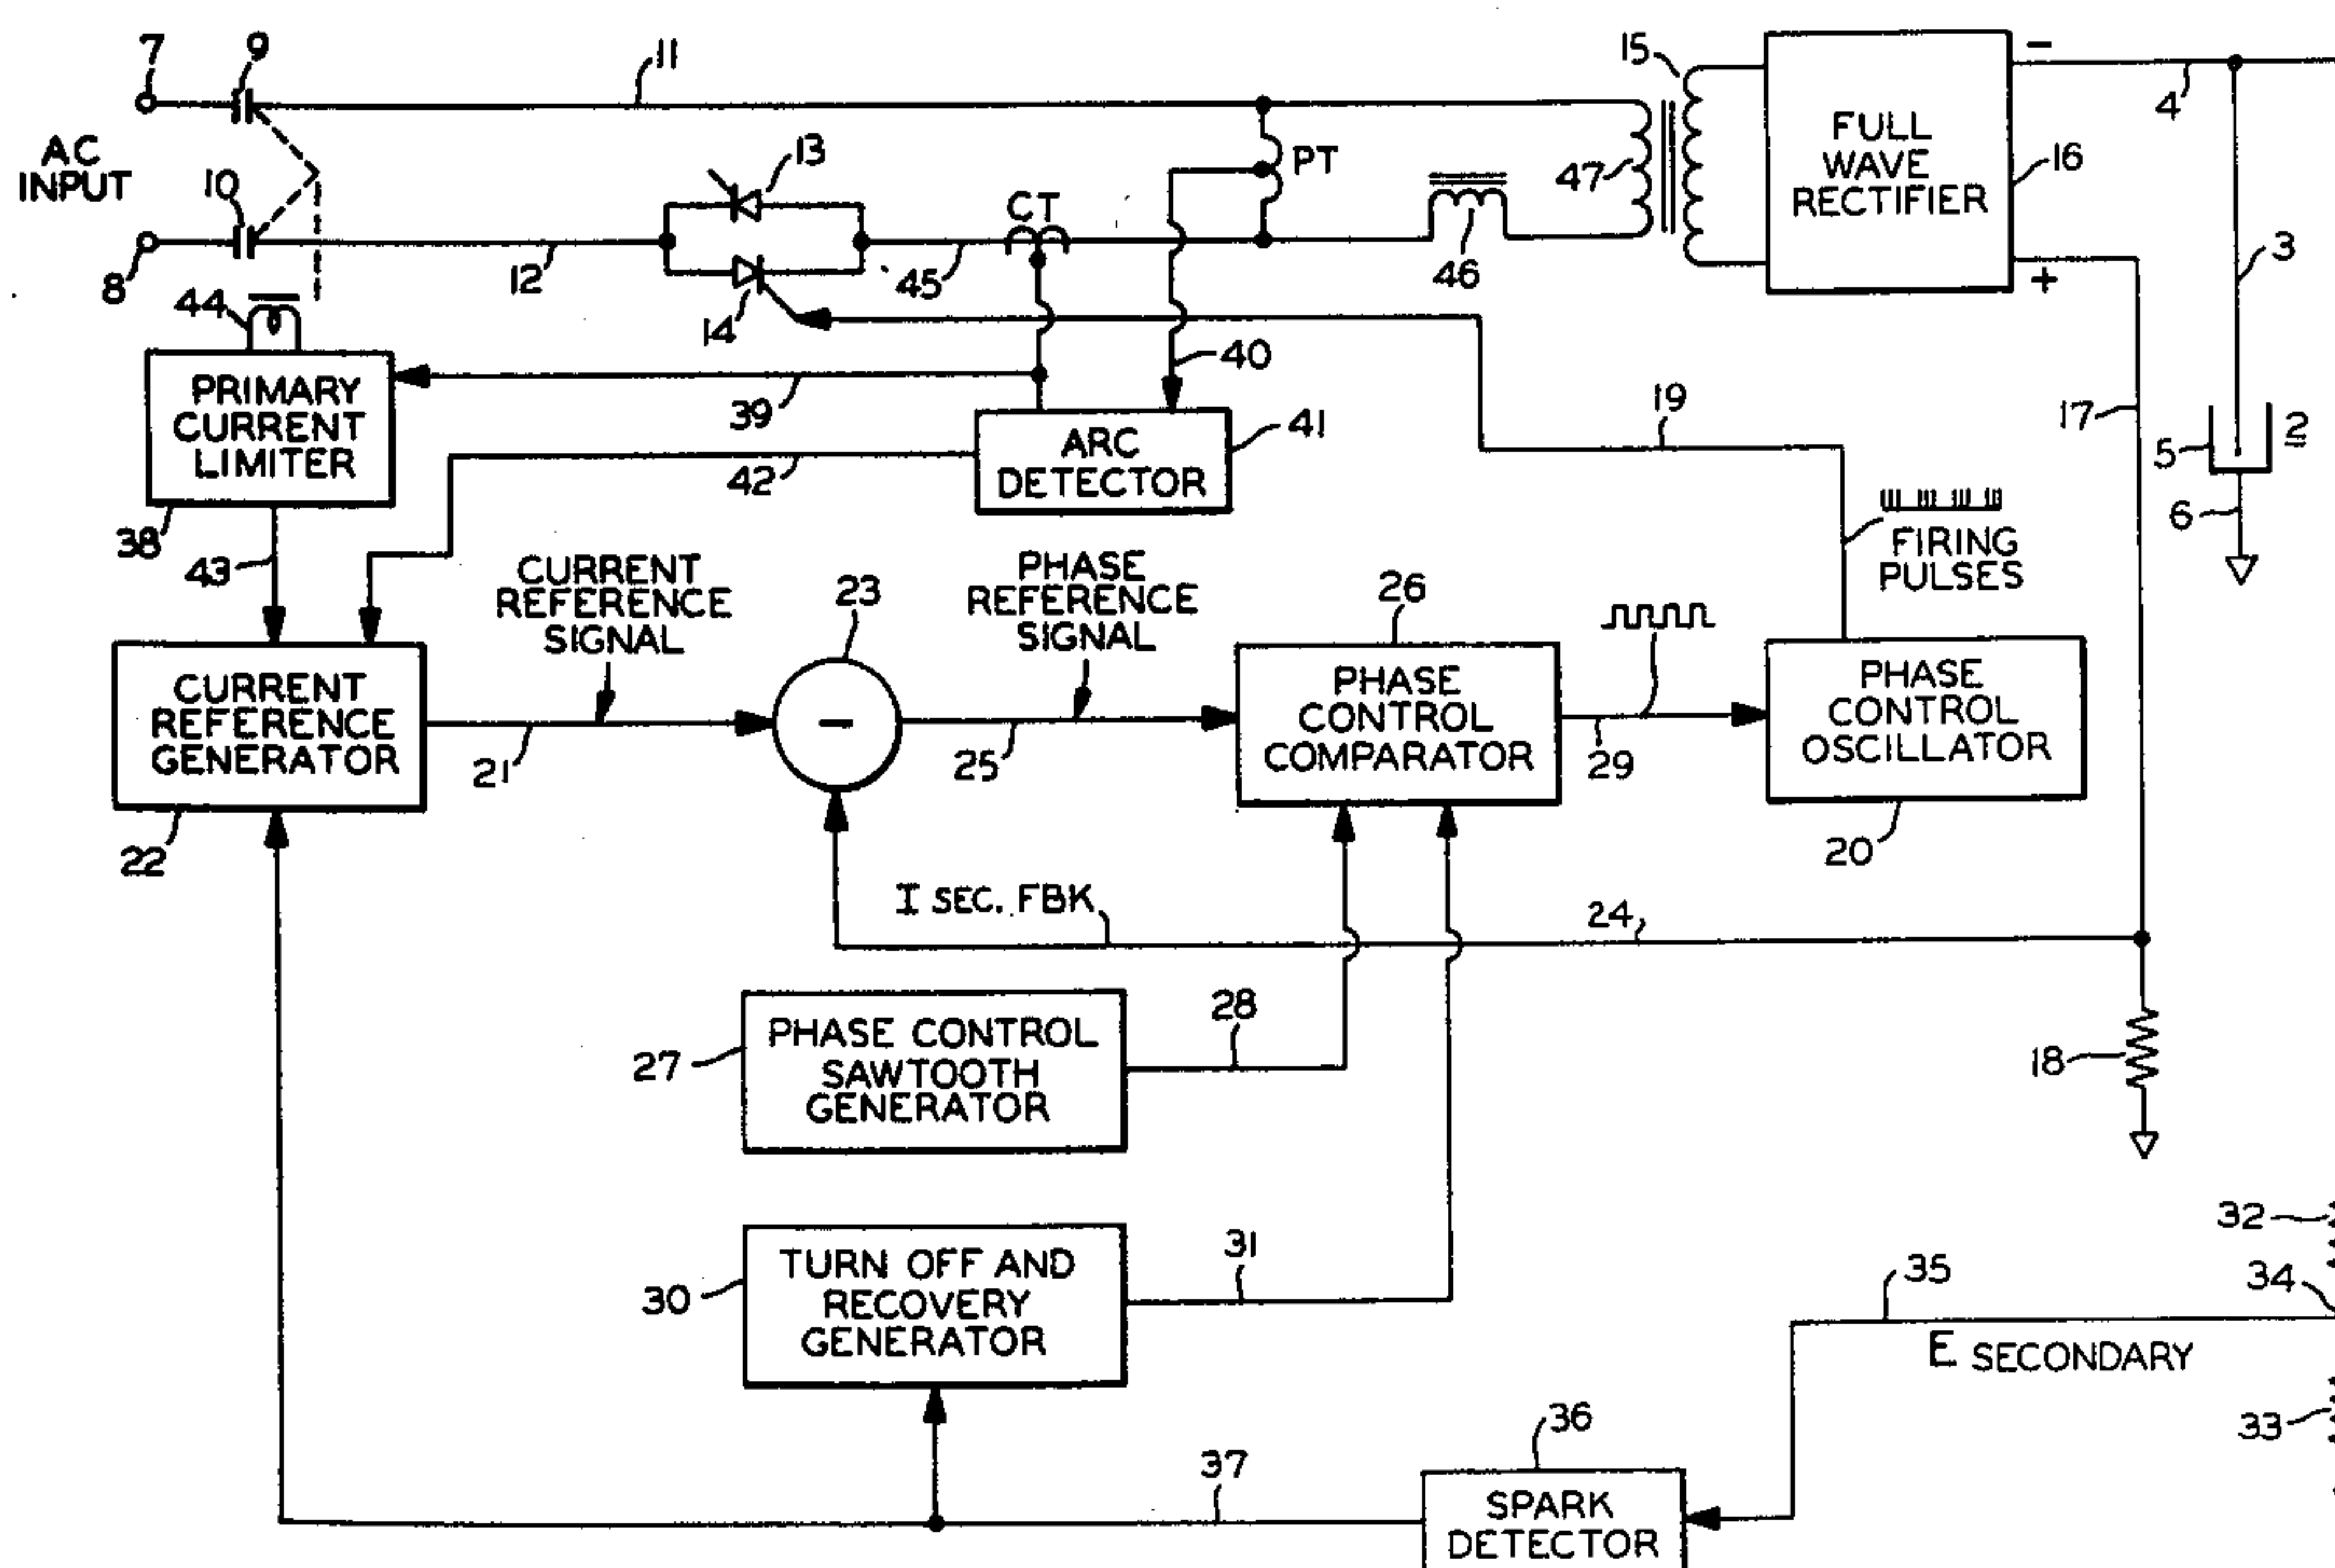 7
9
11
15
-
4
FULL
WAVE
RECTIFIER
16
AC
INPUT
10
13
PT
47
CT
3
8
12
45
46
+
44
14
40
PRIMARY
CURRENT
LIMITER
39
19
17
5
2
ARC
DETECTOR
41
42
6
38
43
FIRING
PULSES
CURRENT
REFERENCE
SIGNAL
23
PHASE
REFERENCE
SIGNAL
26
CURRENT
REFERENCE
GENERATOR
-
PHASE
CONTROL
COMPARATOR
PHASE
CONTROL
OSCILLATOR
21
25
29
22
20
I SEC. FBK
24
PHASE CONTROL
SAWTOOTH
GENERATOR
27
28
18
32
TURN OFF AND
RECOVERY
GENERATOR
30
31
35
34
E SECONDARY
36
33
37
SPARK
DETECTOR